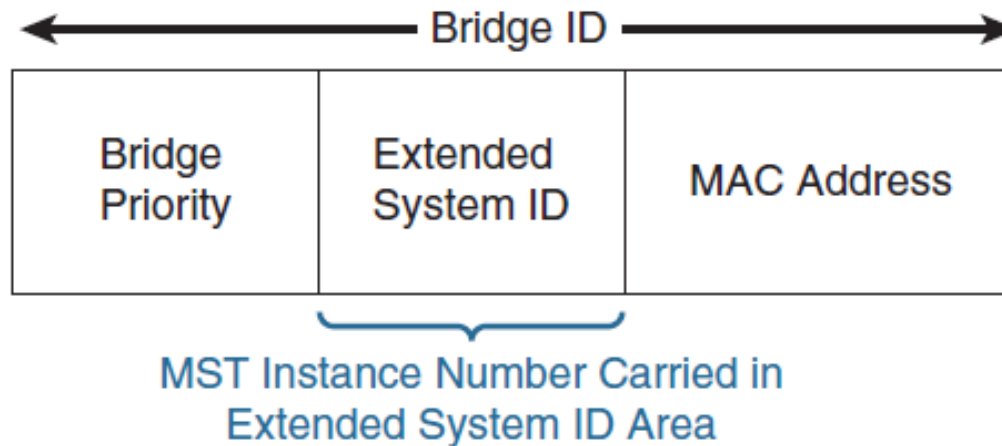 Bridge ID
Bridge
Priority
Extended
System ID
MAC Address
MST Instance Number Carried in
Extended System ID Area